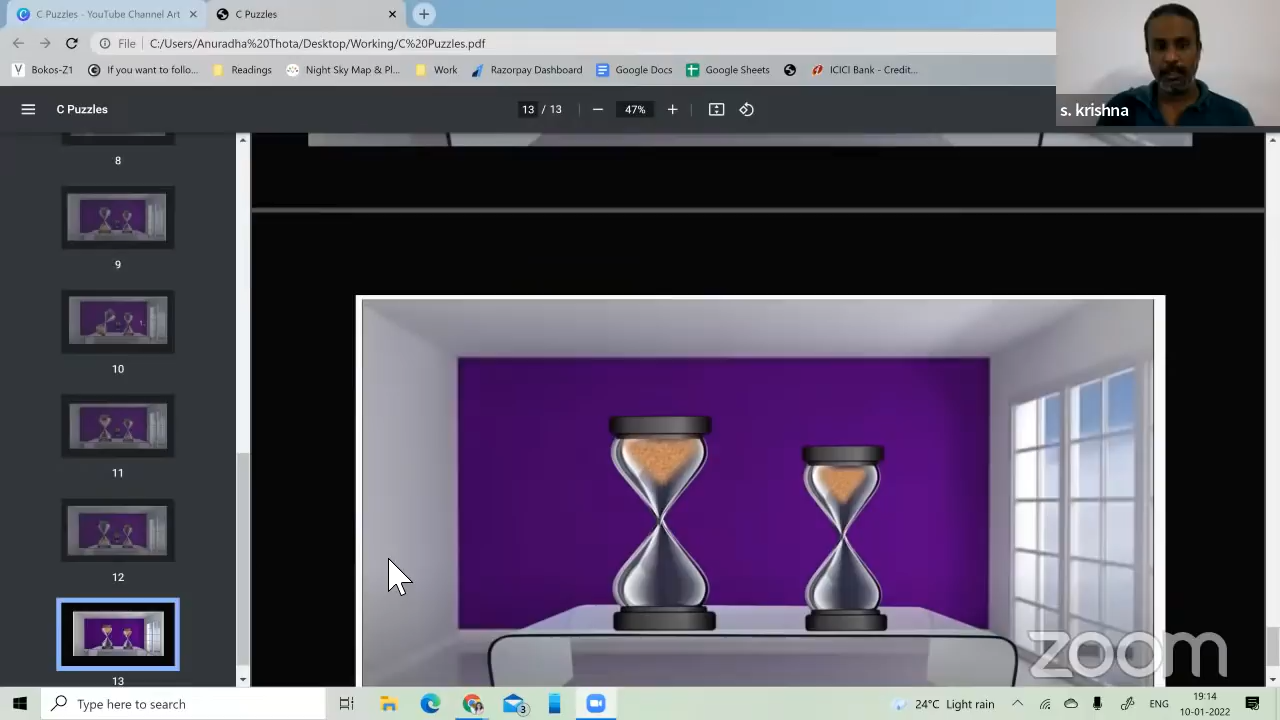 C Puzzles - YouTube Channel Art
C Puzzles
File
C:/Users/Anuradha%20Thota/Desktop/Working/C%20Puzzles.pdf
Bokos-Z1
If you want to follo...
Readings
Night Sky Map & Pl...
Work
Razorpay Dashboard
Google Docs
Google Sheets
ICICI Bank - Credit...
C Puzzles
13 / 13
47%
s. krishna
8
9
10
11
12
13
zoom
Type here to search
3
24°C Light rain
ENG
19:14
10-01-2022